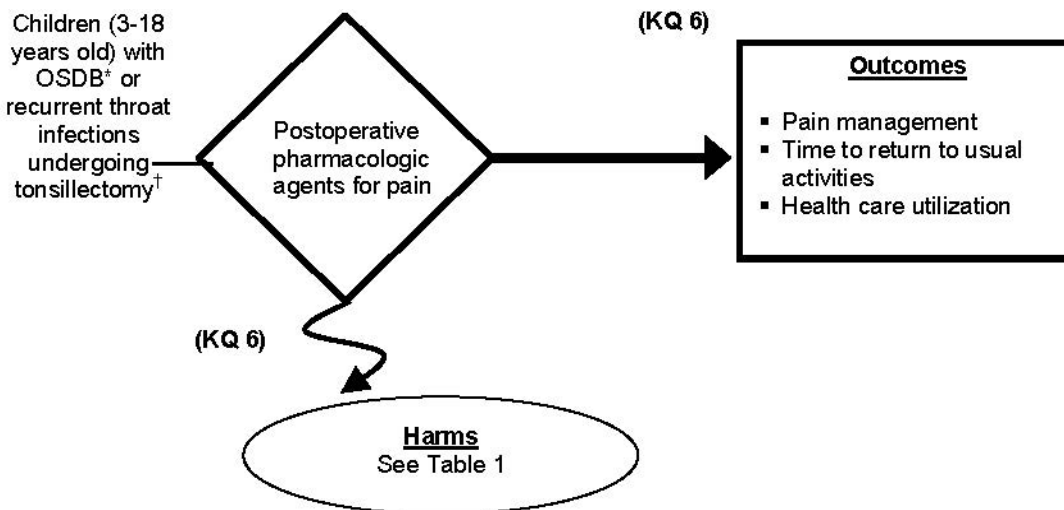 Children (3-18
years old) with
OSDB* or
recurrent throat
infections
undergoing
tonsillectomy†
Postoperative
pharmacologic
agents for pain
(KQ 6)
Outcomes
▪ Pain management
▪ Time to return to usual
activities
▪ Health care utilization
(KQ 6)
Harms
See Table 1